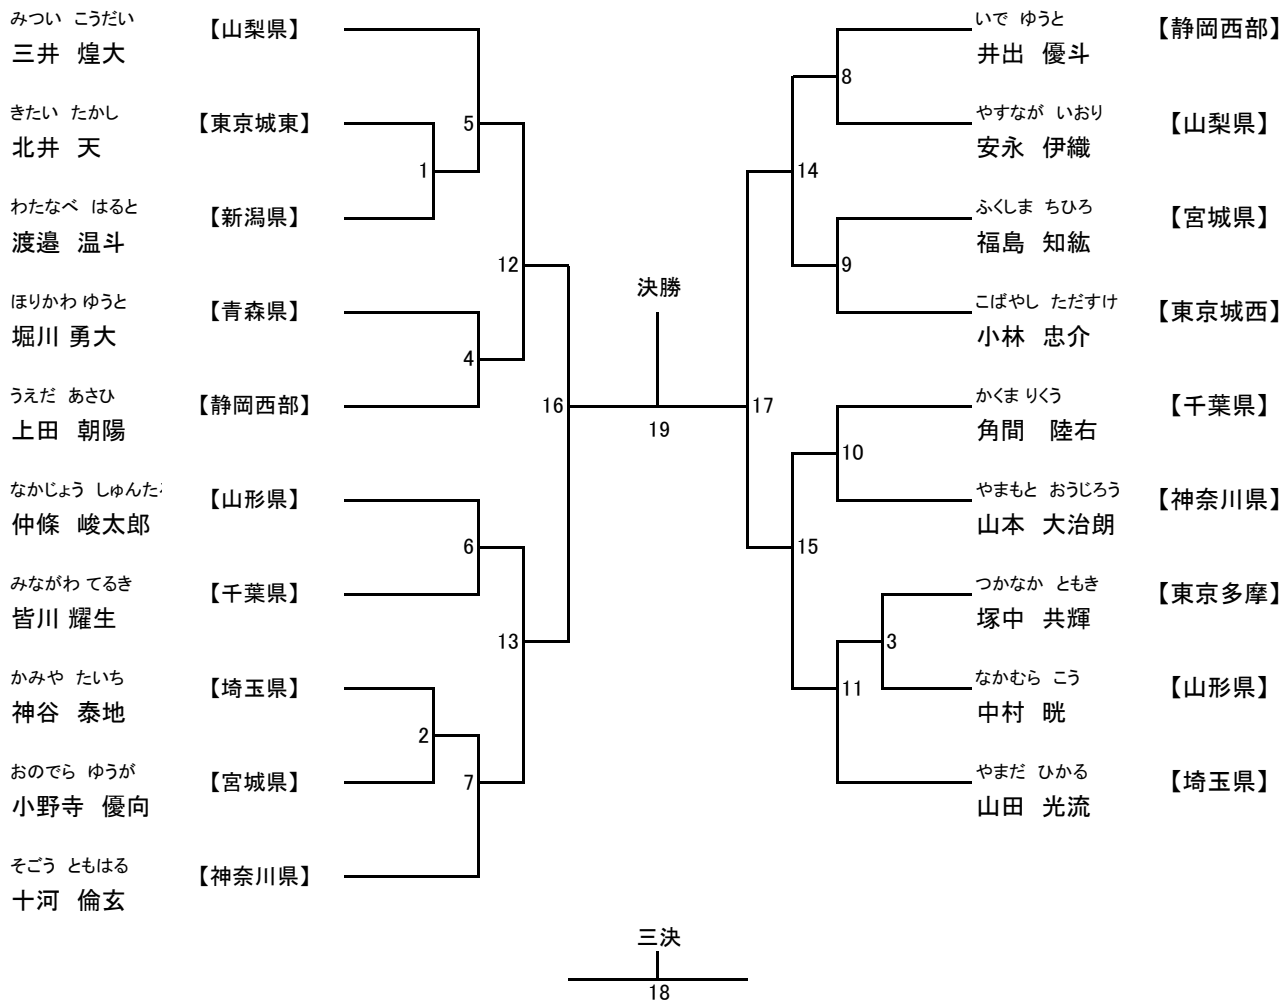 みつい こうだい
三井 煌大
【山梨県】
きたい たかし
北井 天
【東京城東】
わたなべ はると
渡邉 温斗
【新潟県】
ほりかわ ゆうと
堀川 勇大
【青森県】
うえだ あさひ
上田 朝陽
【静岡西部】
なかじょう しゅんた
仲條 峻太郎
【山形県】
みながわ てるき
皆川 耀生
【千葉県】
かみや たいち
神谷 泰地
【埼玉県】
おのでら ゆうが
小野寺 優向
【宮城県】
そごう ともはる
十河 倫玄
【神奈川県】
5
1
12
4
16
6
13
2
7
決勝
19
三決
18
8
14
9
17
10
15
3
11
いで ゆうと
井出 優斗
【静岡西部】
やすなが いおり
安永 伊織
【山梨県】
ふくしま ちひろ
福島 知紘
【宮城県】
こばやし ただすけ
小林 忠介
【東京城西】
かくま りくう
角間 陸右
【千葉県】
やまもと おうじろう
山本 大治朗
【神奈川県】
つかなか ともき
塚中 共輝
【東京多摩】
なかむら こう
中村 晄
【山形県】
やまだ ひかる
山田 光流
【埼玉県】